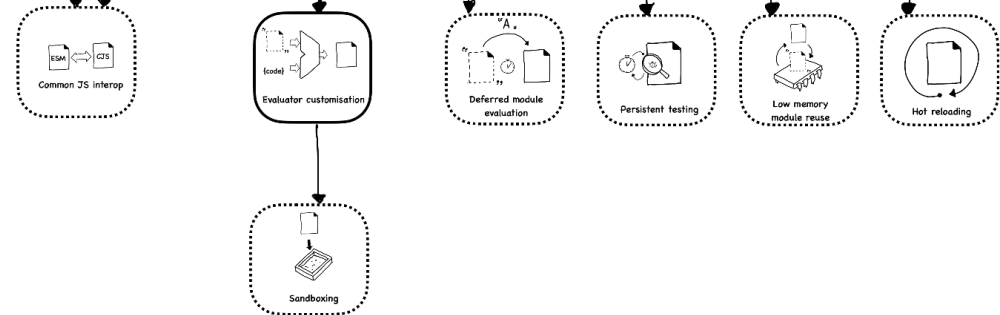 ESM
CJS
Common JS interop
{code}
Evaluator customisation
"A"
Deferred module
evaluation
Persistent testing
Low memory
module reuse
Hot reloading
Sandboxing